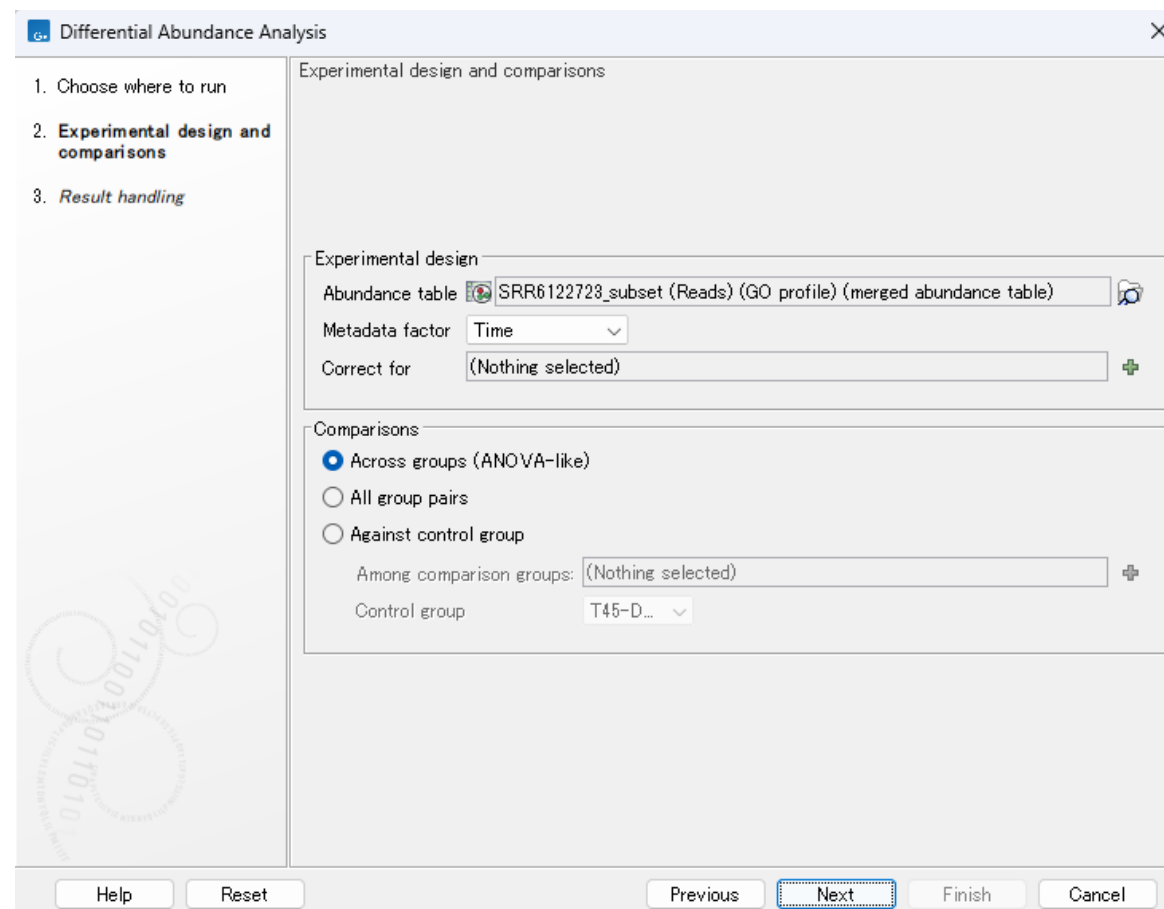 G.
Differential Abundance Analysis
1. Choose where to run
2. Experimental design and
comparisons
3. Result handling
Experimental design and comparisons
Experimental design
Abundance table SRR6122723_subset (Reads) (GO profile) (merged abundance table)
Metadata factor Time
Correct for (Nothing selected)
Comparisons
Across groups (ANOVA-like)
All group pairs
Against control group
Among comparison groups: (Nothing selected)
Control group T45-D...
Help Reset Previous Next Finish Cancel